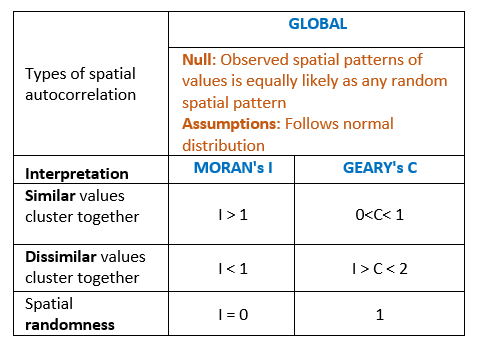 GLOBAL
Types of spatial
autocorrelation
Null: Observed spatial patterns of
values is equally likely as any random
spatial pattern
Assumptions: Follows normal
distribution
Interpretation
MORAN's I
GEARY's C
Similar values
cluster together
I > 1
0<C< 1
Dissimilar values
cluster together
I < 1
I > C < 2
Spatial
randomness
I = 0
1